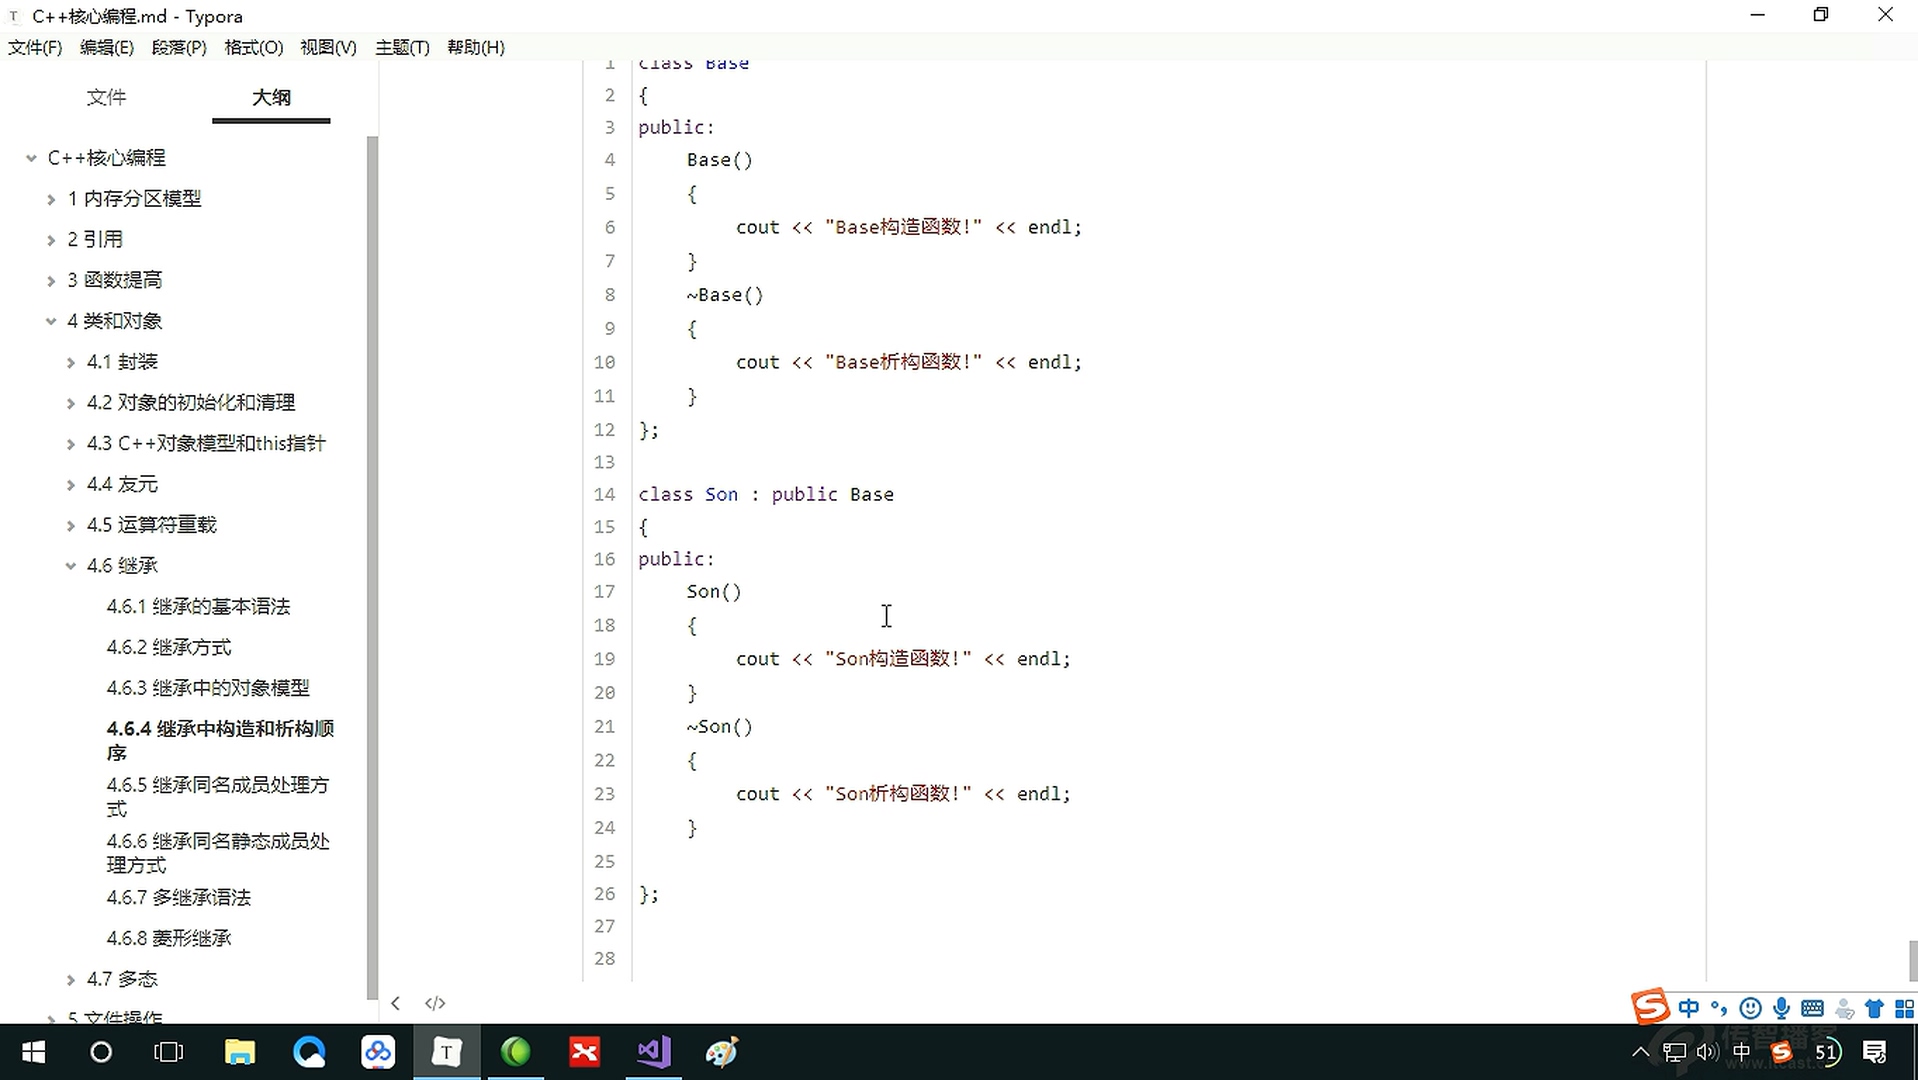 C++核心编程.md - Typora
文件(F) 编辑(E) 段落(P) 格式(O) 视图(V) 主题(T) 帮助(H)
文件 大纲
C++核心编程
1 内存分区模型
2 引用
3 函数提高
4 类和对象
4.1 封装
4.2 对象的初始化和清理
4.3 C++对象模型和this指针
4.4 友元
4.5 运算符重载
4.6 继承
4.6.1 继承的基本语法
4.6.2 继承方式
4.6.3 继承中的对象模型
4.6.4 继承中构造和析构顺
序
4.6.5 继承同名成员处理方
式
4.6.6 继承同名静态成员处
理方式
4.6.7 多继承语法
4.6.8 菱形继承
4.7 多态
5 文件操作
1 class Base
2 {
3 public:
4 Base()
5 {
6 cout << "Base构造函数!" << endl;
7 }
8 ~Base()
9 {
10 cout << "Base析构函数!" << endl;
11 }
12 };
13
14 class Son : public Base
15 {
16 public:
17 Son()
18 {
19 cout << "Son构造函数!" << endl;
20 }
21 ~Son()
22 {
23 cout << "Son析构函数!" << endl;
24 }
25
26 };
27
28
</>
中
传智播客
www.itcast.c
中 51